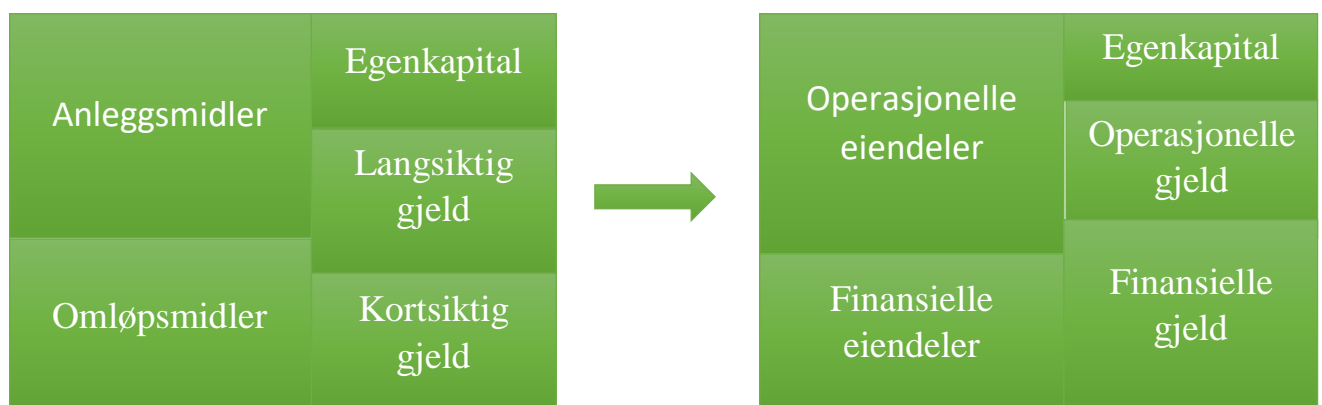 Anleggsmidler
Omløpsmidler
Egenkapital
Langsiktig
gjeld
Kortsiktig
gjeld
Operasjonelle
eiendeler
Finansielle
eiendeler
Egenkapital
Operasjonelle
gjeld
Finansielle
gjeld